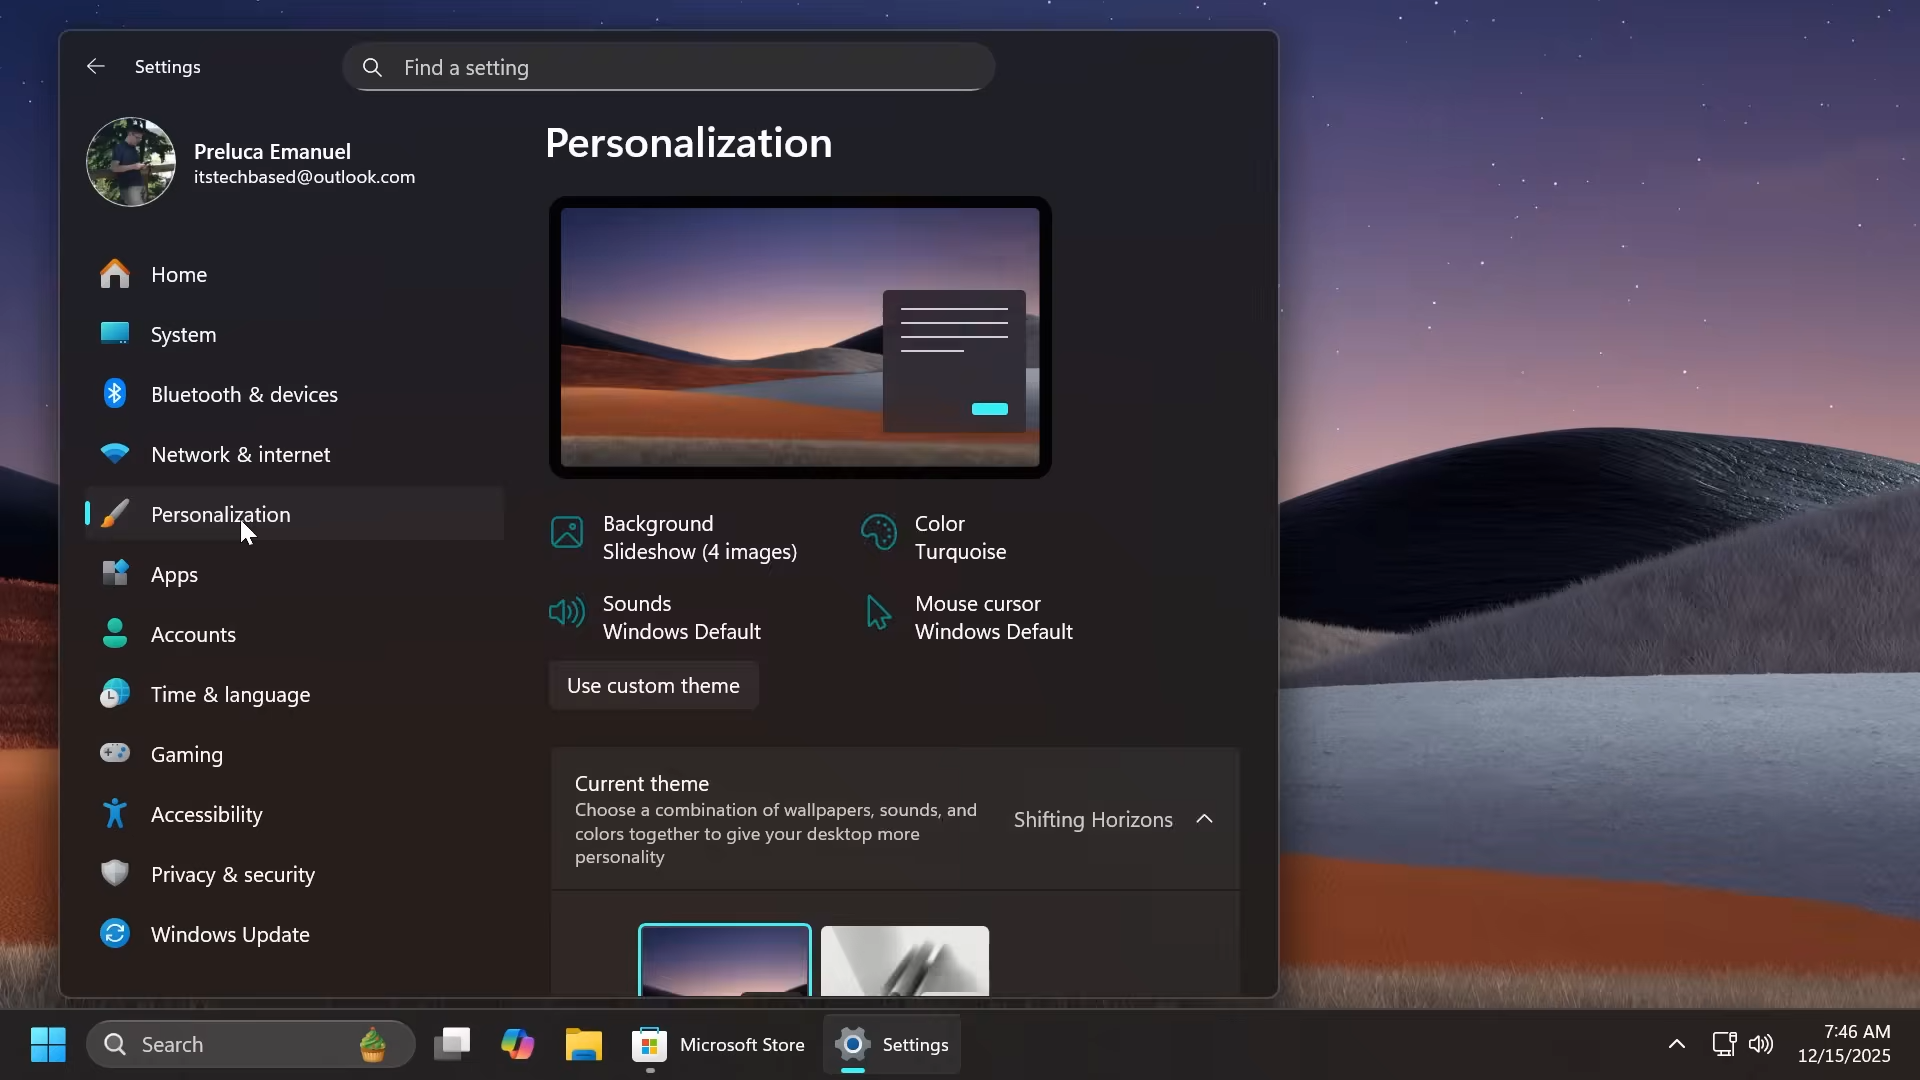 Settings
Find a setting
Preluca Emanuel
itstechbased@outlook.com
Home
System
Bluetooth & devices
Network & internet
Personalization
Apps
Accounts
Time & language
Gaming
Accessibility
Privacy & security
Windows Update
Personalization
Background
Slideshow (4 images)
Color
Turquoise
Sounds
Windows Default
Mouse cursor
Windows Default
Use custom theme
Current theme
Choose a combination of wallpapers, sounds, and
colors together to give your desktop more
personality
Shifting Horizons
Search
Microsoft Store
Settings
7:46 AM
12/15/2025